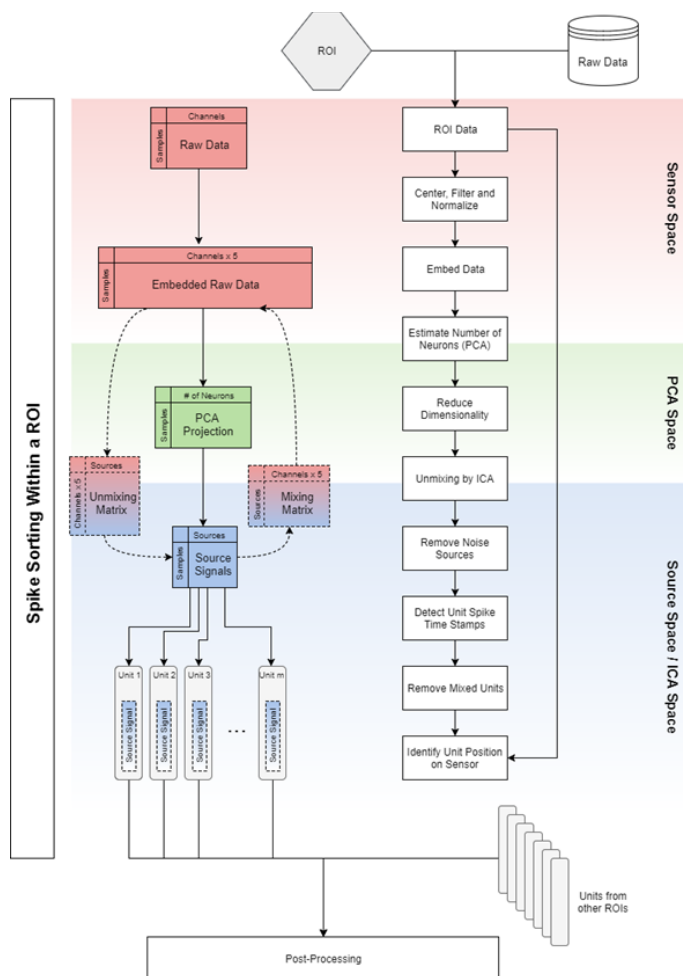 ROI
Raw Data
Spike Sorting Within a ROI
Sensor Space
PCA Space
Source Space / ICA Space
Channels
Samples
Raw Data
Channels x 5
Samples
Embedded Raw Data
# of Neurons
Samples
PCA
Projection
Sources
Channels x 5
Unmixing
Matrix
Channels x 5
Sources
Mixing
Matrix
Sources
Samples
Source
Signals
Unit 1
Unit 2
Unit 3
Unit m
Source Signal
Source Signal
Source Signal
...
Source Signal
ROI Data
Center, Filter and
Normalize
Embed Data
Estimate Number of
Neurons (PCA)
Reduce
Dimensionality
Unmixing by ICA
Remove Noise
Sources
Detect Unit Spike
Time Stamps
Remove Mixed Units
Identify Unit Position
on Sensor
Units from
other ROIs
Post-Processing